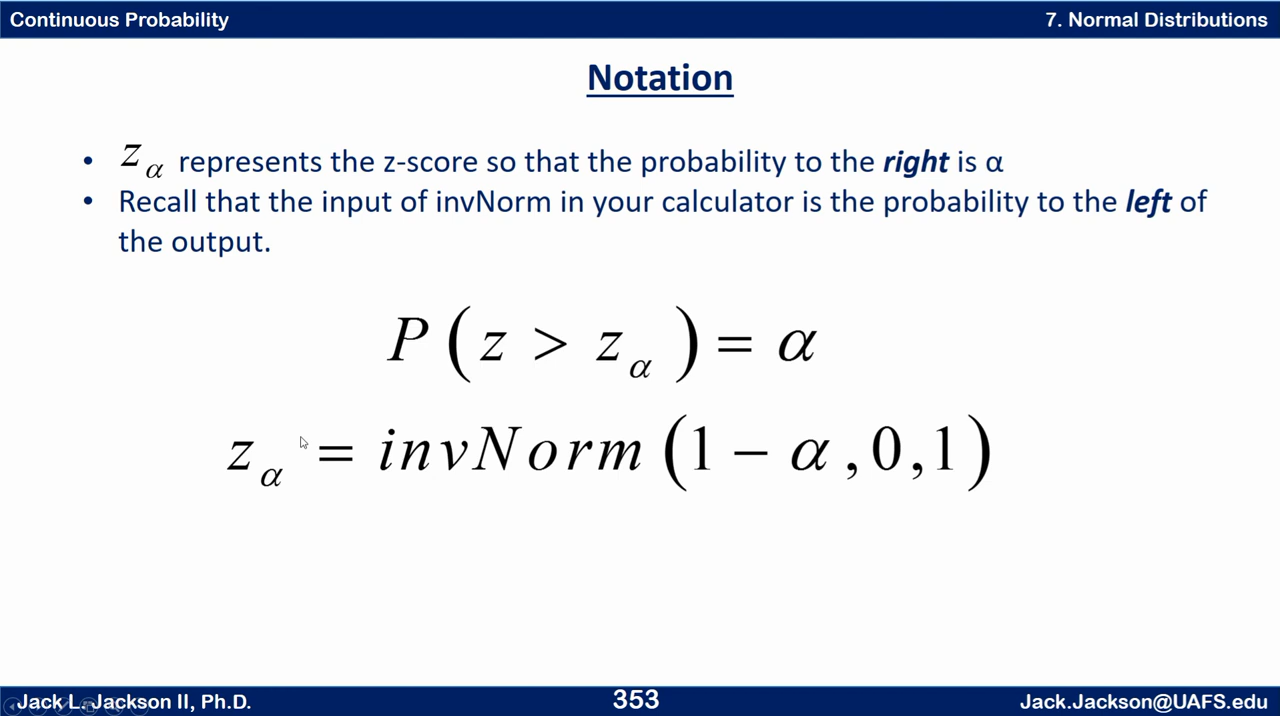 Continuous Probability
7. Normal Distributions
Notation
• z_α represents the z-score so that the probability to the right is α
• Recall that the input of invNorm in your calculator is the probability to the left of
the output.
P(z > z_α) = α
z_α = invNorm(1 − α, 0, 1)
Jack L. Jackson II, Ph.D.
353
Jack.Jackson@UAFS.edu